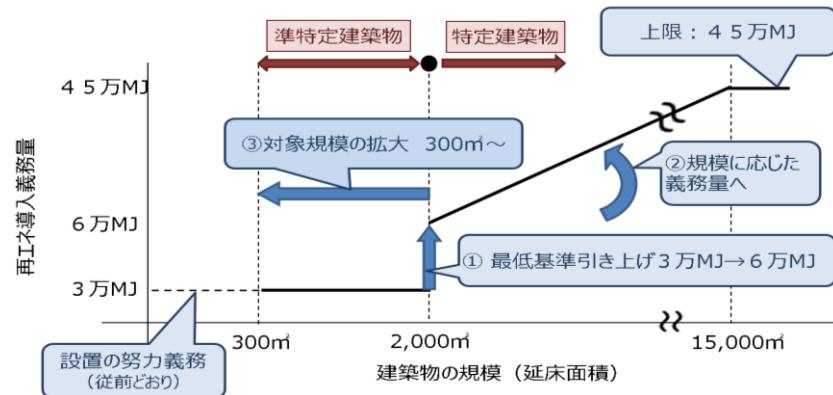 準特定建築物
特定建築物
上限:45万MJ
45万MJ
③対象規模の拡大 300㎡~
②規模に応じた
義務量へ
再エネ導入義務量
6万MJ
① 最低基準引き上げ3万MJ→6万MJ
3万MJ
300㎡
2,000㎡
15,000㎡
設置の努力義務
(従前どおり)
建築物の規模(延床面積)